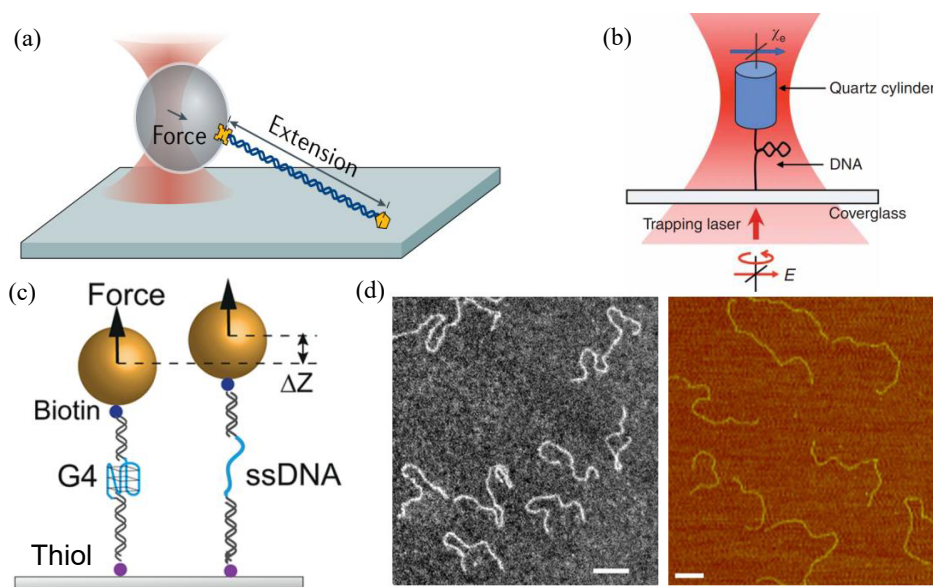 (a)
Force
Extension
(b)
χe
Quartz cylinder
DNA
Coverglass
Trapping laser
E
(c)
Force
ΔZ
Biotin
G4
ssDNA
Thiol
(d)